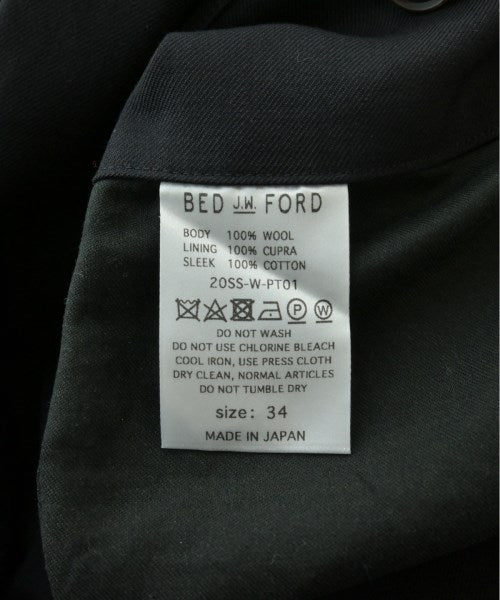 BED J.W. FORD
BODY 100% WOOL
LINING 100% CUPRA
SLEEK 100% COTTON
20SS-W-PT01
P W
DO NOT WASH
DO NOT USE CHLORINE BLEACH
COOL IRON, USE PRESS CLOTH
DRY CLEAN, NORMAL ARTICLES
DO NOT TUMBLE DRY
size: 34
MADE IN JAPAN